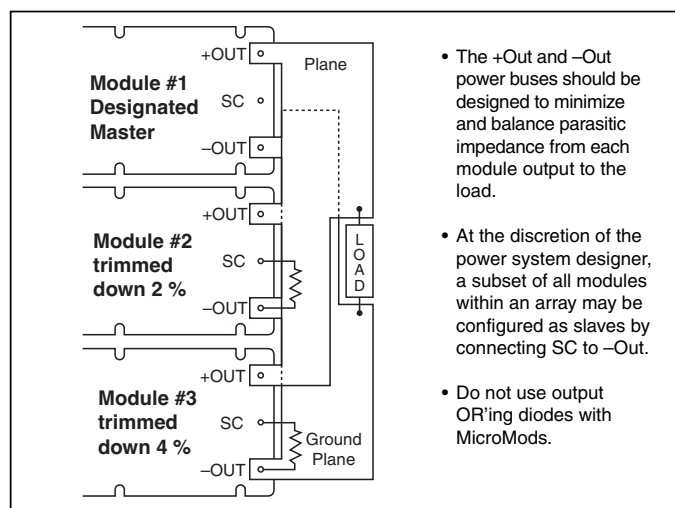 +OUT
Plane
Module #1
Designated
Master
SC
–OUT
+OUT
Module #2
trimmed
down 2 %
SC
–OUT
LOAD
+OUT
Module #3
trimmed
down 4 %
SC
Ground
Plane
–OUT
• The +Out and –Out
power buses should be
designed to minimize
and balance parasitic
impedance from each
module output to the
load.
• At the discretion of the
power system designer,
a subset of all modules
within an array may be
configured as slaves by
connecting SC to –Out.
• Do not use output
OR'ing diodes with
MicroMods.